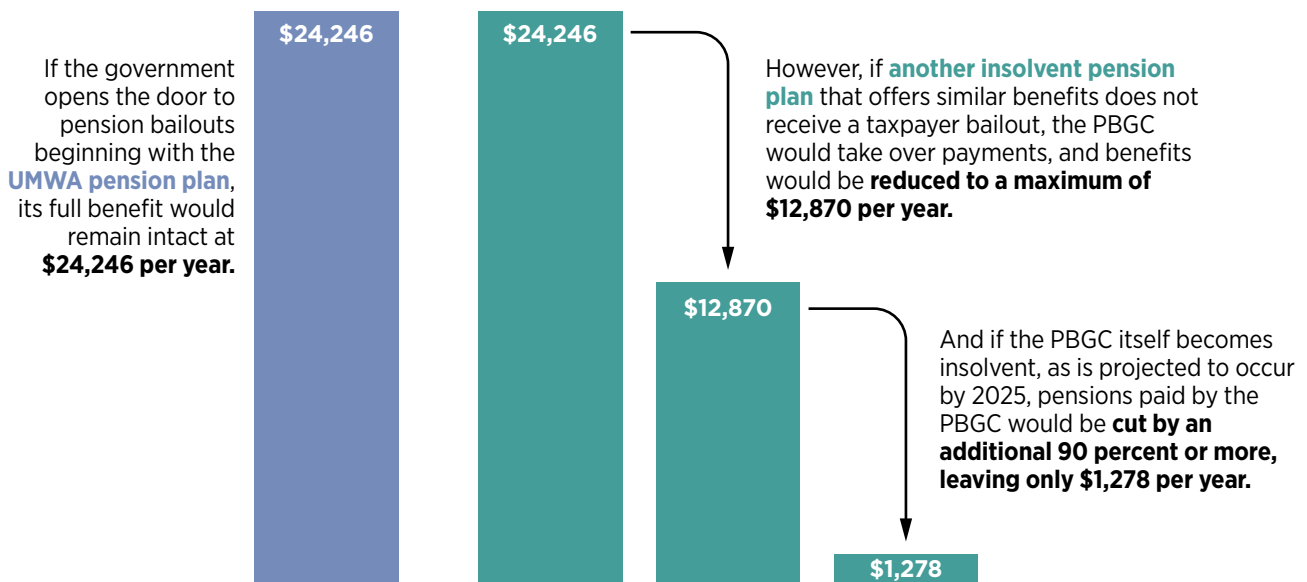 If the government
opens the door to
pension bailouts
beginning with the
UMWA pension plan,
its full benefit would
remain intact at
$24,246 per year.
$24,246
$24,246
However, if another insolvent pension
plan that offers similar benefits does not
receive a taxpayer bailout, the PBGC
would take over payments, and benefits
would be reduced to a maximum of
$12,870 per year.
$12,870
And if the PBGC itself becomes
insolvent, as is projected to occur
by 2025, pensions paid by the
PBGC would be cut by an
additional 90 percent or more,
leaving only $1,278 per year.
$1,278